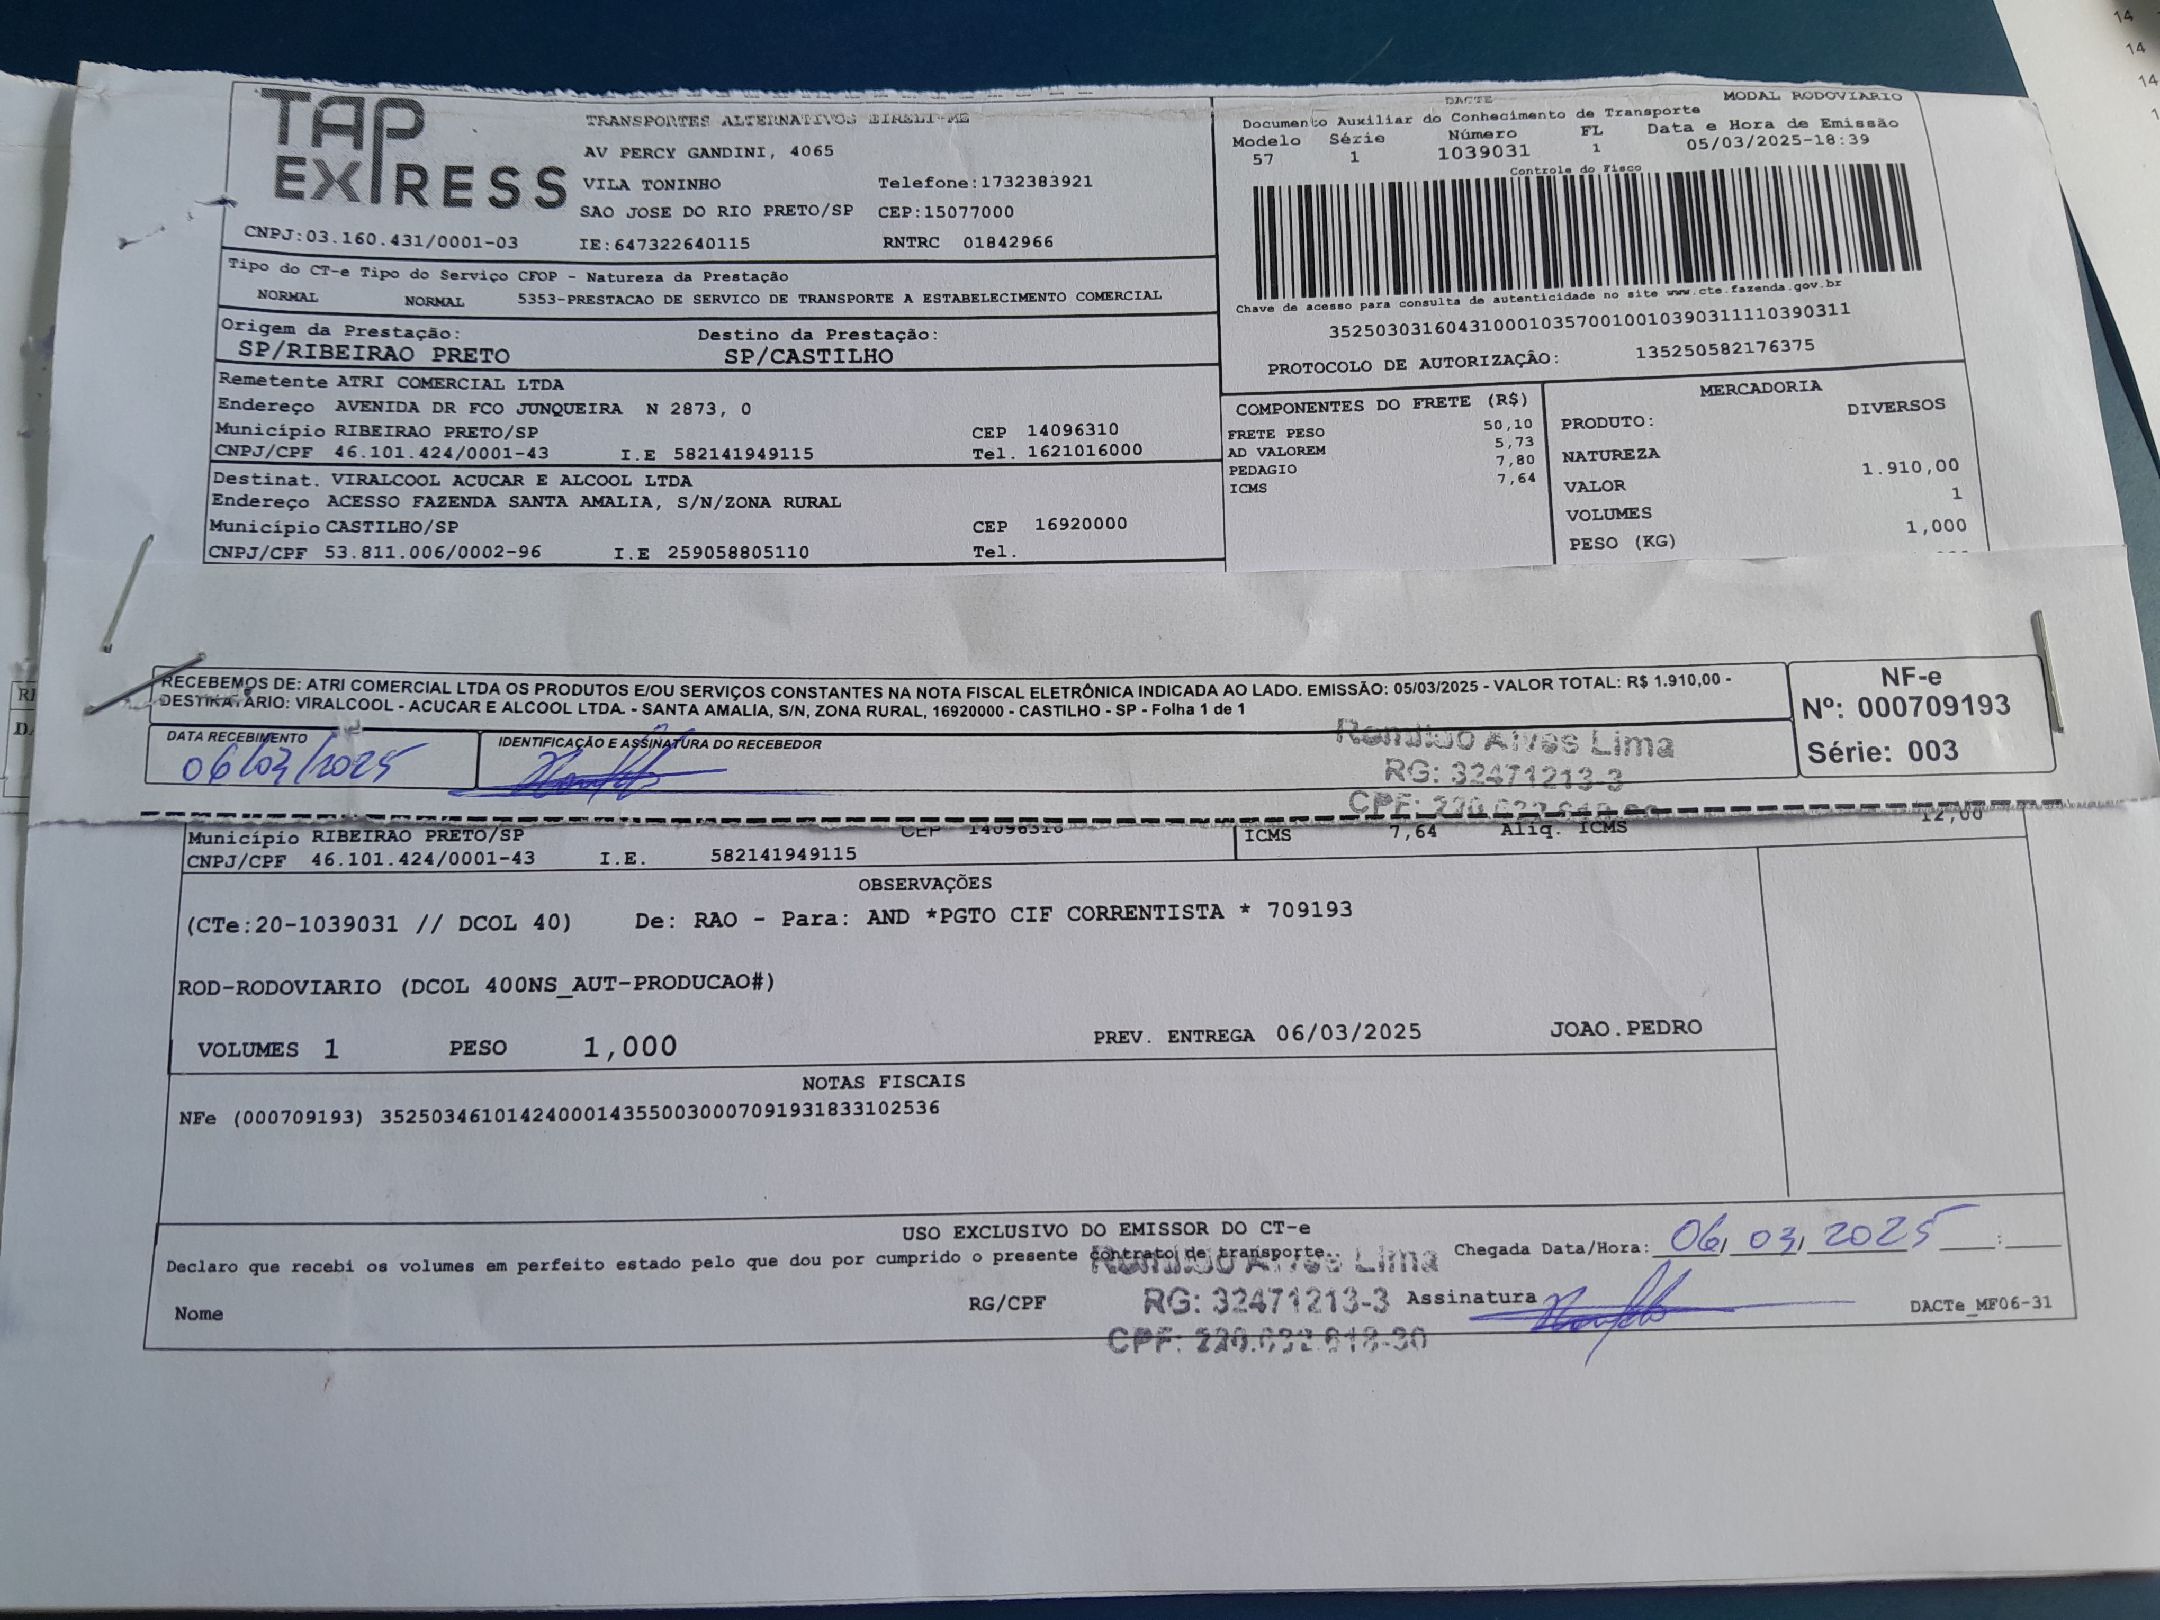 TAP EXPRESS
TRANSPORTES ALTERNATIVOS EIRELI-ME
AV PERCY GANDINI, 4065
VILA TONINHO Telefone:1732383921
SAO JOSE DO RIO PRETO/SP CEP:15077000
CNPJ:03.160.431/0001-03 IE:647322640115 RNTRC 01842966
DACTE MODAL RODOVIARIO
Documento Auxiliar do Conhecimento de Transporte
Modelo Série Número FL Data e Hora de Emissão
57 1 1039031 1 05/03/2025-18:39
Controle do Fisco
Chave de acesso para consulta de autenticidade no site www.cte.fazenda.gov.br
35250303160431000103570010010390311110390311
PROTOCOLO DE AUTORIZAÇÃO: 135250582176375
Tipo do CT-e Tipo do Serviço CFOP - Natureza da Prestação
NORMAL NORMAL 5353-PRESTACAO DE SERVICO DE TRANSPORTE A ESTABELECIMENTO COMERCIAL
Origem da Prestação: Destino da Prestação:
SP/RIBEIRAO PRETO SP/CASTILHO
Remetente ATRI COMERCIAL LTDA
Endereço AVENIDA DR FCO JUNQUEIRA N 2873, 0
Município RIBEIRAO PRETO/SP CEP 14096310
CNPJ/CPF 46.101.424/0001-43 I.E 582141949115 Tel. 1621016000
Destinat. VIRALCOOL ACUCAR E ALCOOL LTDA
Endereço ACESSO FAZENDA SANTA AMALIA, S/N/ZONA RURAL
Município CASTILHO/SP CEP 16920000
CNPJ/CPF 53.811.006/0002-96 I.E 259058805110 Tel.
COMPONENTES DO FRETE (R$)
FRETE PESO 50,10
AD VALOREM 5,73
PEDAGIO 7,80
ICMS 7,64
MERCADORIA
PRODUTO: DIVERSOS
NATUREZA
VALOR 1.910,00
VOLUMES 1
PESO (KG) 1,000
RECEBEMOS DE: ATRI COMERCIAL LTDA OS PRODUTOS E/OU SERVIÇOS CONSTANTES NA NOTA FISCAL ELETRÔNICA INDICADA AO LADO. EMISSÃO: 05/03/2025 - VALOR TOTAL: R$ 1.910,00 -
DESTINATÁRIO: VIRALCOOL - ACUCAR E ALCOOL LTDA. - SANTA AMALIA, S/N, ZONA RURAL, 16920000 - CASTILHO - SP - Folha 1 de 1
NF-e
Nº: 000709193
Série: 003
DATA RECEBIMENTO IDENTIFICAÇÃO E ASSINATURA DO RECEBEDOR
06/03/2025
Romildo Alves Lima
RG: 32471213-3
CPF:
Município RIBEIRAO PRETO/SP CEP 14096310
CNPJ/CPF 46.101.424/0001-43 I.E. 582141949115
ICMS 7,64 Aliq. ICMS 12,00
OBSERVAÇÕES
(CTe:20-1039031 // DCOL 40) De: RAO - Para: AND *PGTO CIF CORRENTISTA * 709193
ROD-RODOVIARIO (DCOL 400NS_AUT-PRODUCAO#)
VOLUMES 1 PESO 1,000 PREV. ENTREGA 06/03/2025 JOAO.PEDRO
NOTAS FISCAIS
NFe (000709193) 35250346101424000143550030007091931833102536
USO EXCLUSIVO DO EMISSOR DO CT-e
Declaro que recebi os volumes em perfeito estado pelo que dou por cumprido o presente contrato de transporte. Chegada Data/Hora: 06, 03, 2025 :
Romildo Alves Lima
Nome RG/CPF RG: 32471213-3 Assinatura DACTe_MF06-31
CPF:
14
14
14